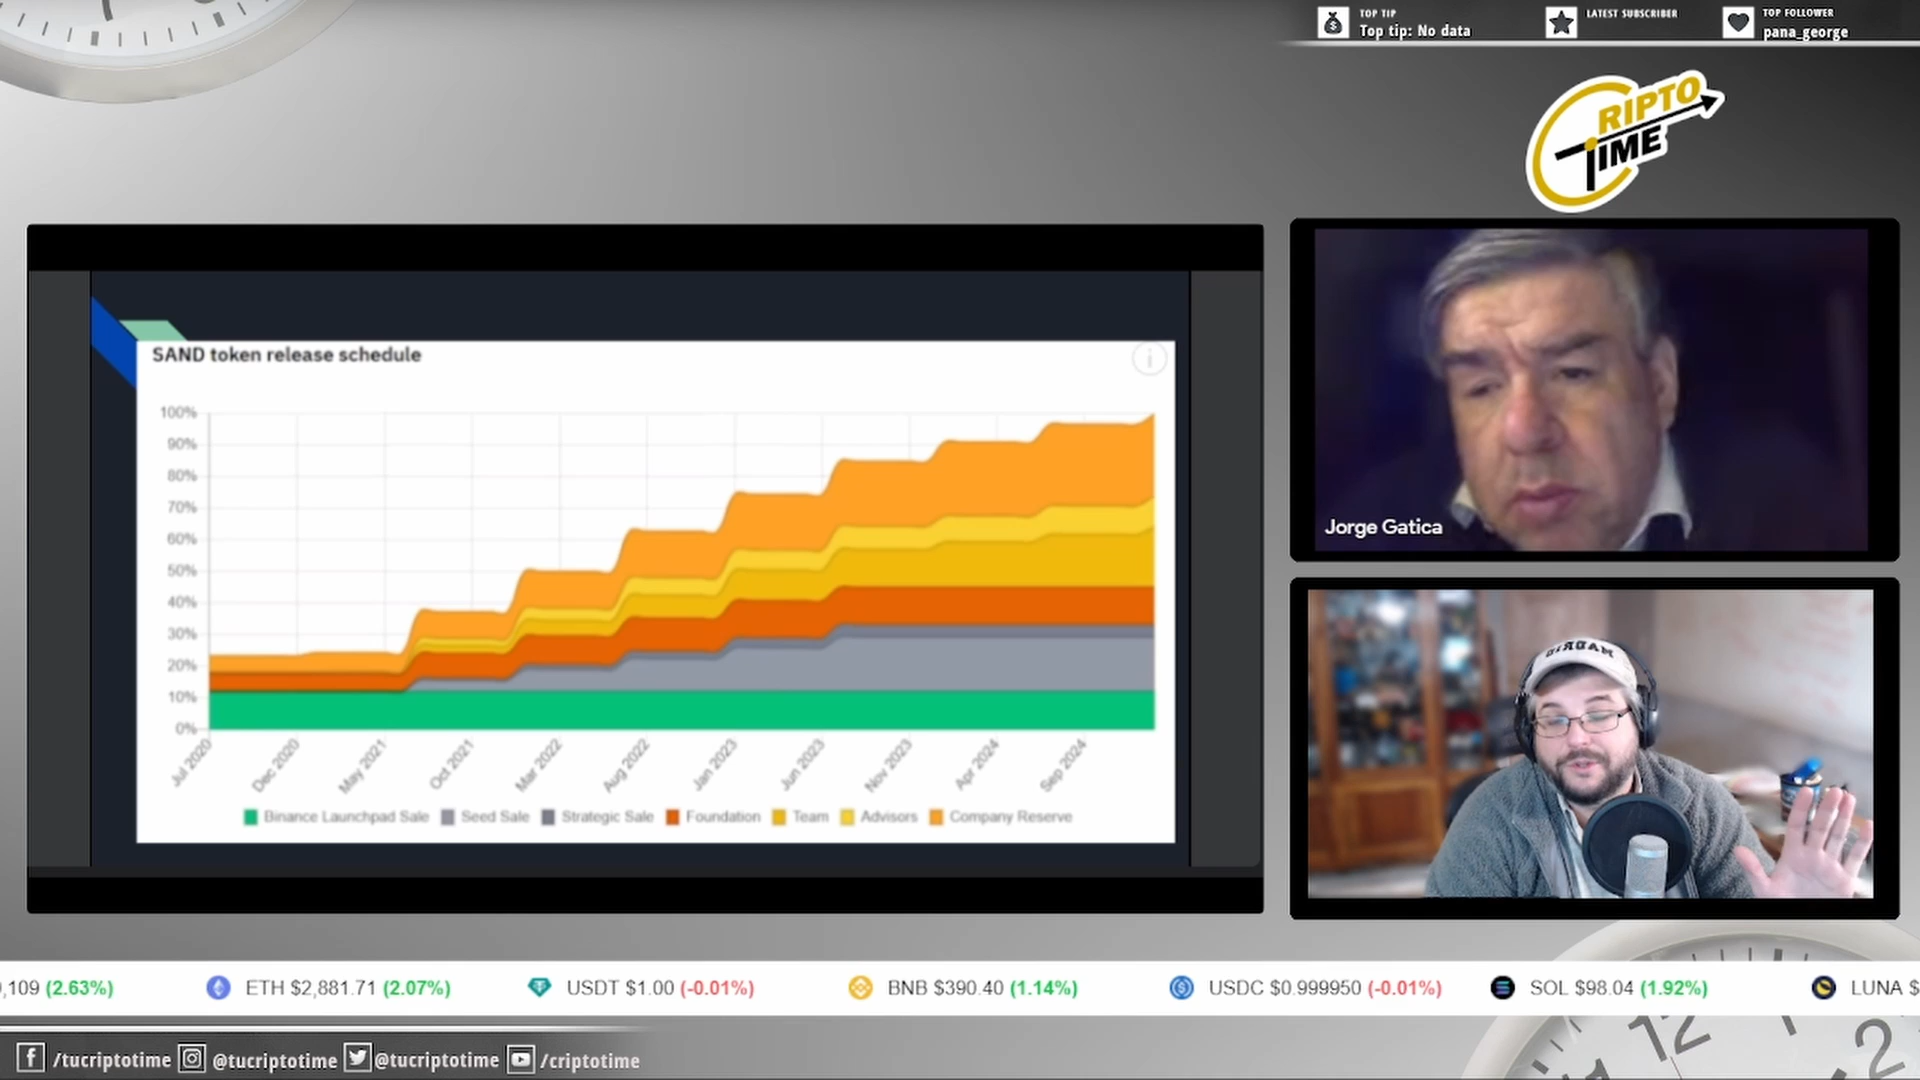 TOP TIP
Top tip: No data
LATEST SUBSCRIBER
TOP FOLLOWER
pana_george
CRIPTO
TIME
SAND token release schedule
100%
90%
80%
70%
60%
50%
40%
30%
20%
10%
0%
Jul 2020
Dec 2020
May 2021
Oct 2021
Mar 2022
Aug 2022
Jan 2023
Jun 2023
Nov 2023
Apr 2024
Sep 2024
Binance Launchpad Sale
Seed Sale
Strategic Sale
Foundation
Team
Advisors
Company Reserve
Jorge Gatica
MADRID
,109 (2.63%)
ETH $2,881.71 (2.07%)
USDT $1.00 (-0.01%)
BNB $390.40 (1.14%)
USDC $0.999950 (-0.01%)
SOL $98.04 (1.92%)
LUNA $
/tucriptotime
@tucriptotime
@tucriptotime
/criptotime
12
1
2